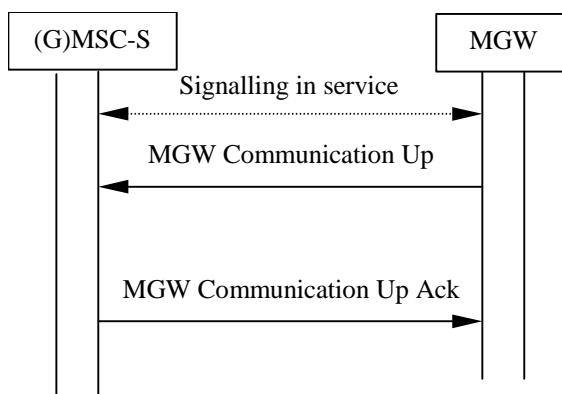 (G)MSC-S
MGW
Signalling in service
MGW Communication Up
MGW Communication Up Ack